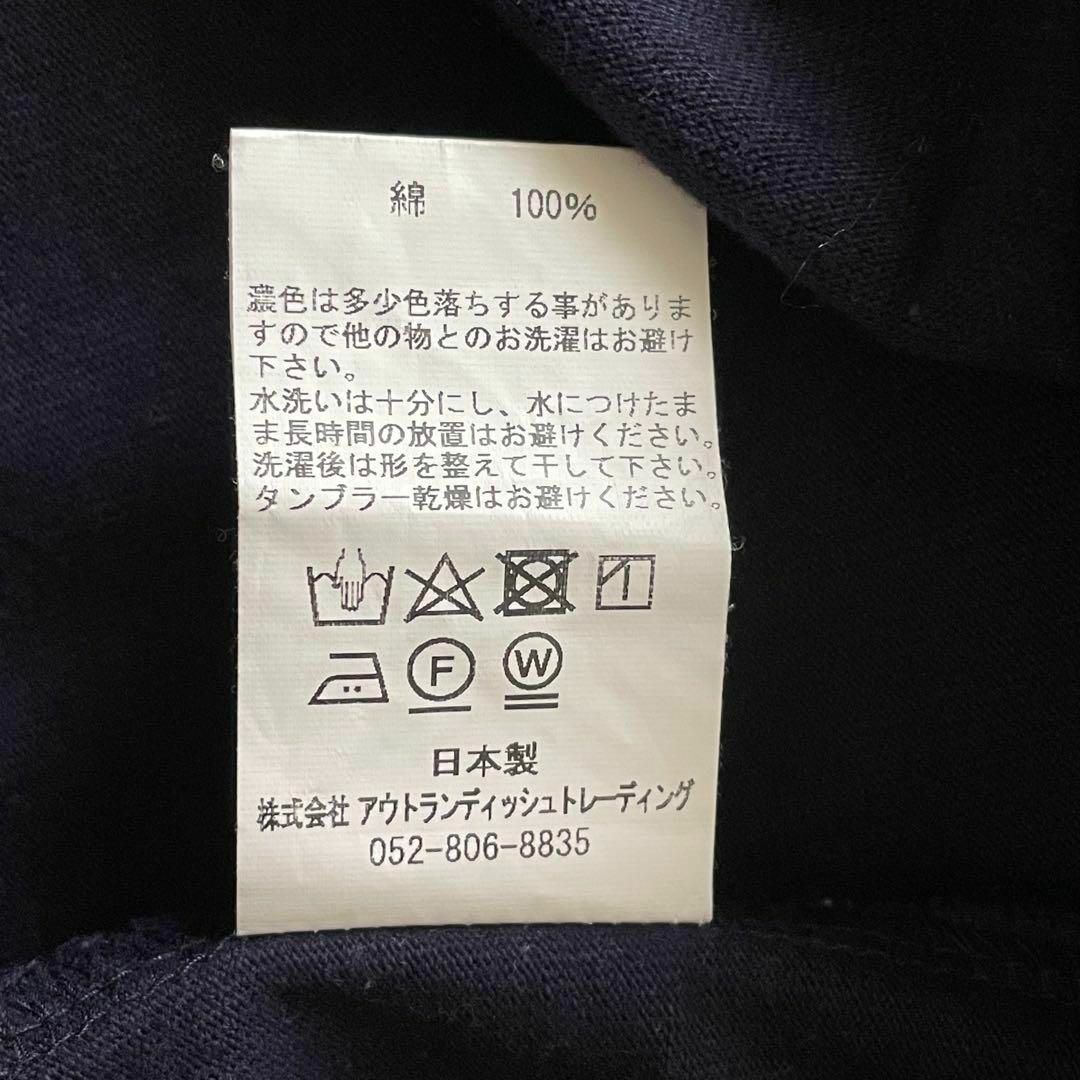 綿 100%
濃色は多少色落ちする事がありま
すので他の物とのお洗濯はお避け
下さい。
水洗いは十分にし、水につけたま
ま長時間の放置はお避けください。
洗濯後は形を整えて干して下さい。
タンブラー乾燥はお避けください。
F W
日本製
株式会社 アウトランディッシュトレーディング
052-806-8835